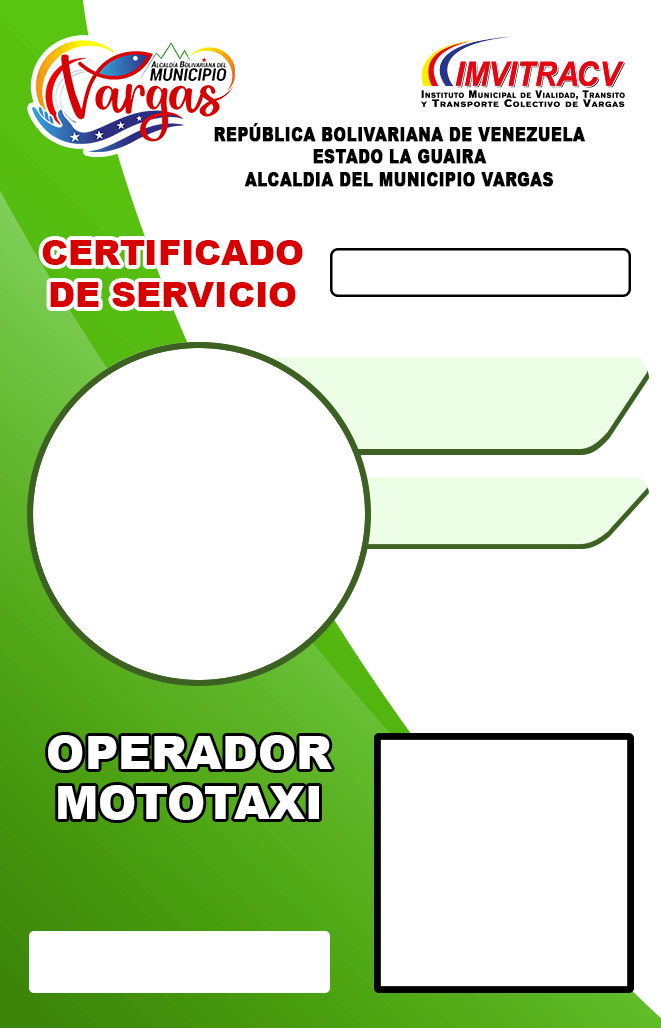 ALCALDÍA BOLIVARIANA DEL
MUNICIPIO
Vargas
IMVITRACV
INSTITUTO MUNICIPAL DE VIALIDAD, TRANSITO
Y TRANSPORTE COLECTIVO DE VARGAS
REPÚBLICA BOLIVARIANA DE VENEZUELA
ESTADO LA GUAIRA
ALCALDIA DEL MUNICIPIO VARGAS
CERTIFICADO
DE SERVICIO
OPERADOR
MOTOTAXI